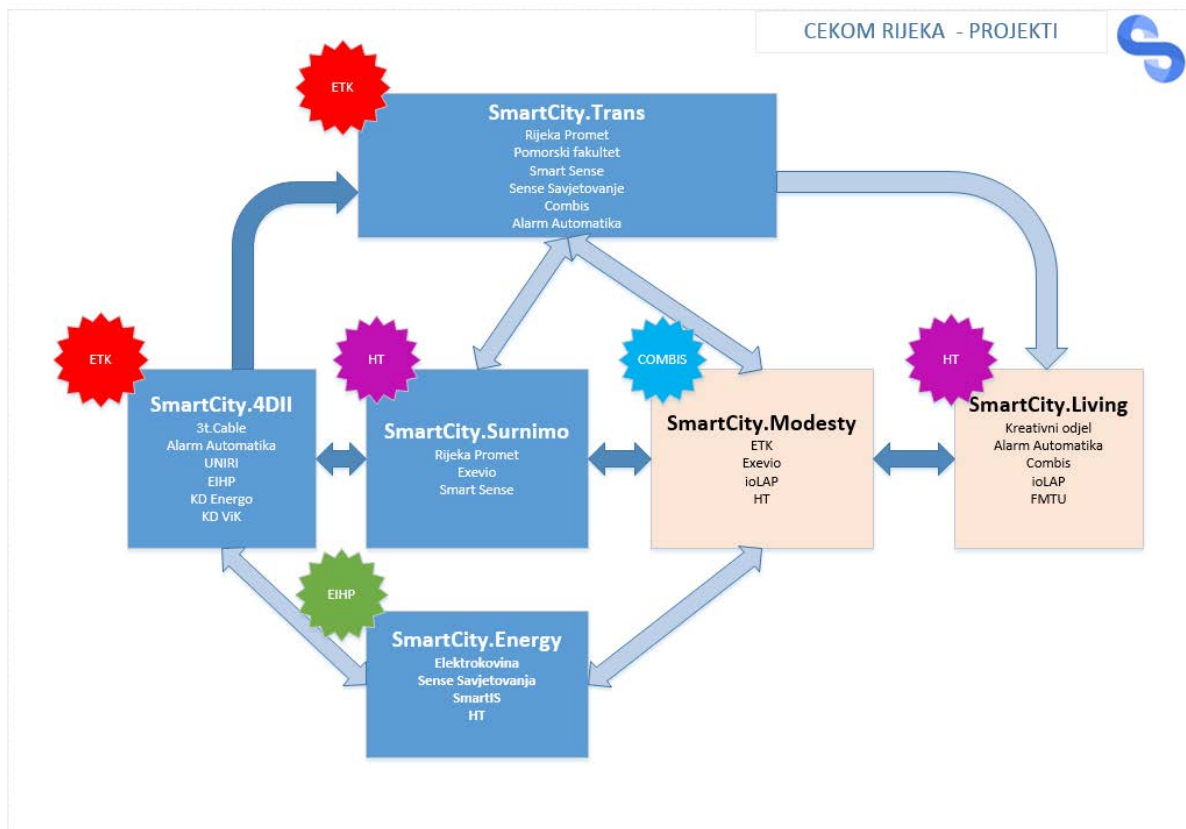 CEKOM RIJEKA - PROJEKTI
ETK
SmartCity.Trans
Rijeka Promet
Pomorski fakultet
Smart Sense
Sense Savjetovanje
Combis
Alarm Automatika
ETK
SmartCity.4DII
3t.Cable
Alarm Automatika
UNIRI
EIHP
KD Energo
KD ViK
HT
SmartCity.Surnimo
Rijeka Promet
Exevio
Smart Sense
COMBIS
SmartCity.Modesty
ETK
Exevio
ioLAP
HT
HT
SmartCity.Living
Kreativni odjel
Alarm Automatika
Combis
ioLAP
FMTU
EIHP
SmartCity.Energy
Elektrokovina
Sense Savjetovanja
SmartIS
HT